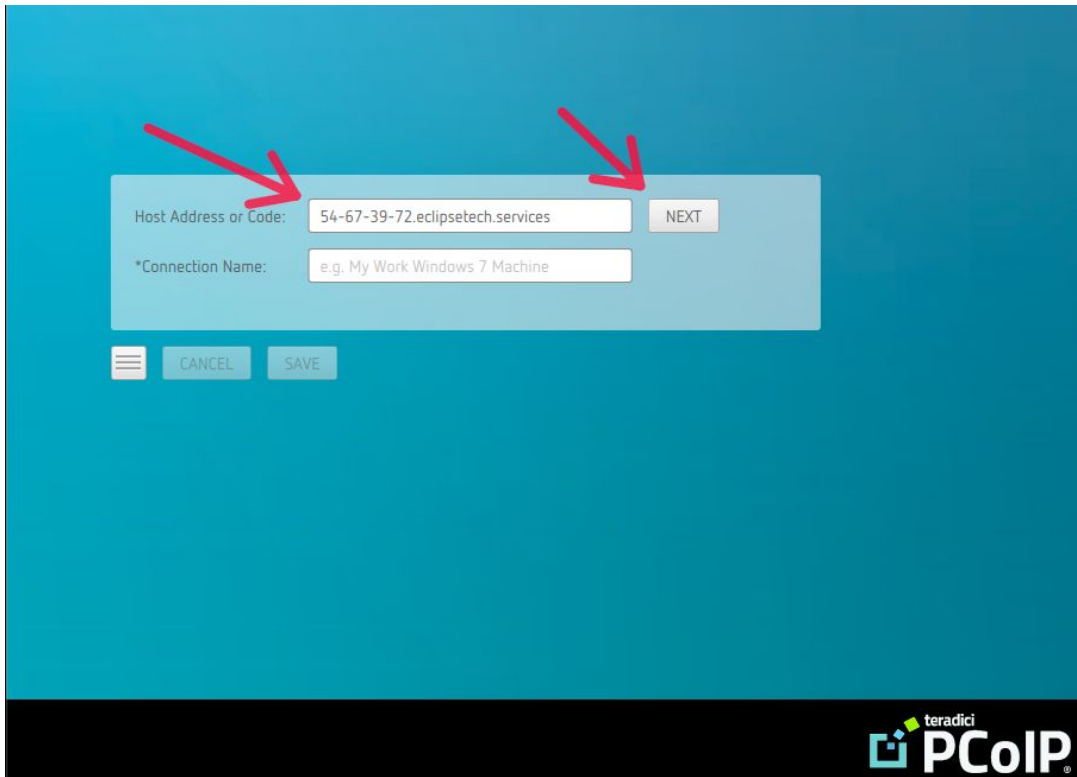 Host Address or Code: 54-67-39-72.eclipsetech.services NEXT
*Connection Name: e.g. My Work Windows 7 Machine
CANCEL SAVE
teradici
PCoIP®